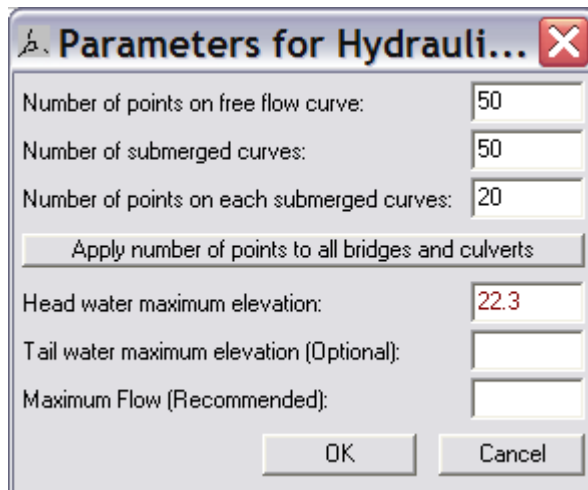 Parameters for Hydrauli...
Number of points on free flow curve: 50
Number of submerged curves: 50
Number of points on each submerged curves: 20
Apply number of points to all bridges and culverts
Head water maximum elevation: 22.3
Tail water maximum elevation (Optional):
Maximum Flow (Recommended):
OK Cancel